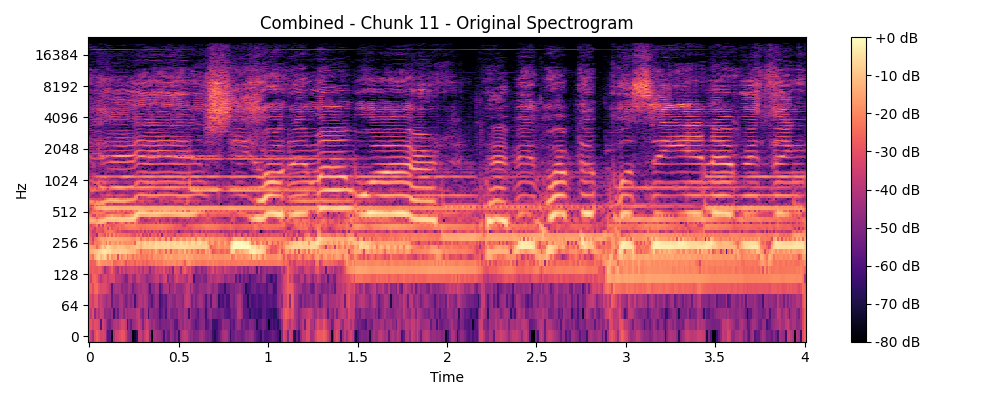 Combined - Chunk 11 - Original Spectrogram
Hz
16384
8192
4096
2048
1024
512
256
128
64
0
0 0.5 1 1.5 2 2.5 3 3.5 4
Time
+0 dB
-10 dB
-20 dB
-30 dB
-40 dB
-50 dB
-60 dB
-70 dB
-80 dB